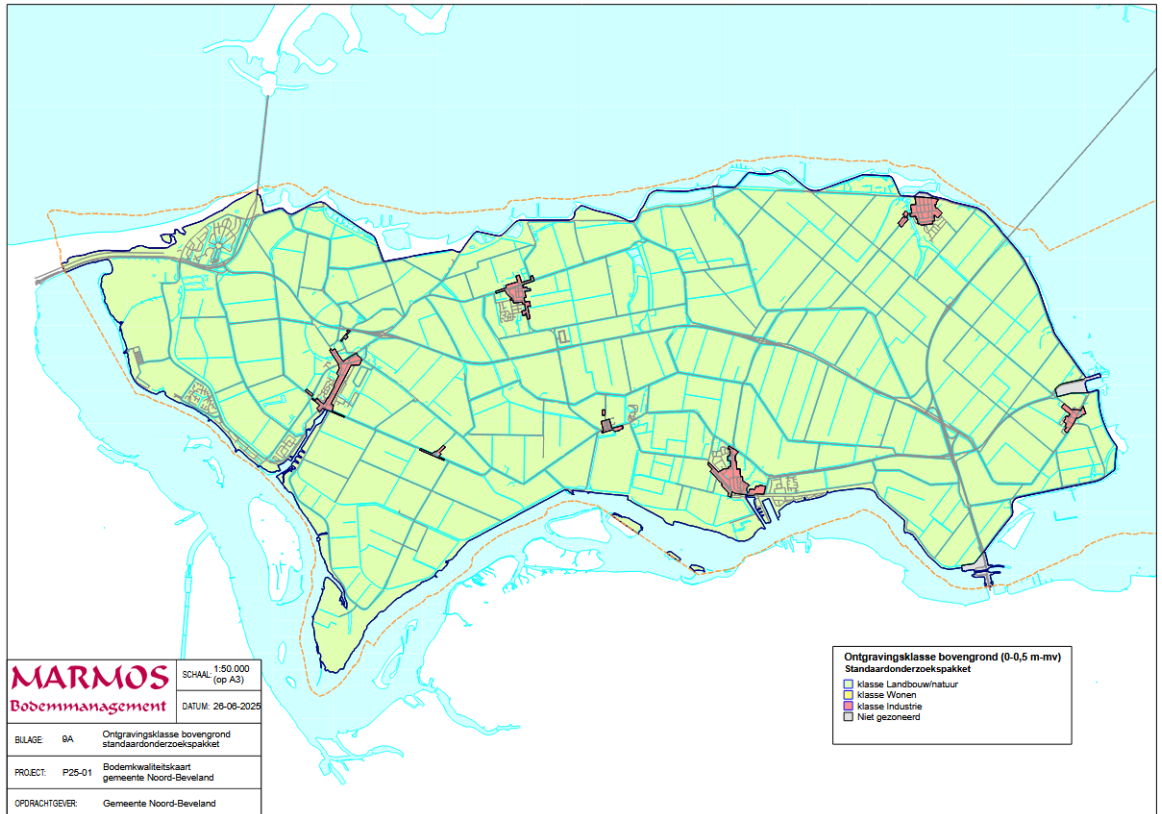 Ontgravingsklasse bovengrond (0-0,5 m-mv)
Standaardonderzoekspakket
klasse Landbouw/natuur
klasse Wonen
klasse Industrie
Niet gezoneerd
MARMOS
Bodemmanagement
SCHAAL: 1:50.000
(op A3)
DATUM: 26-06-2025
BIJLAGE: 9A Ontgravingsklasse bovengrond
standaardonderzoekspakket
PROJECT: P25-01 Bodemkwaliteitskaart
gemeente Noord-Beveland
OPDRACHTGEVER: Gemeente Noord-Beveland